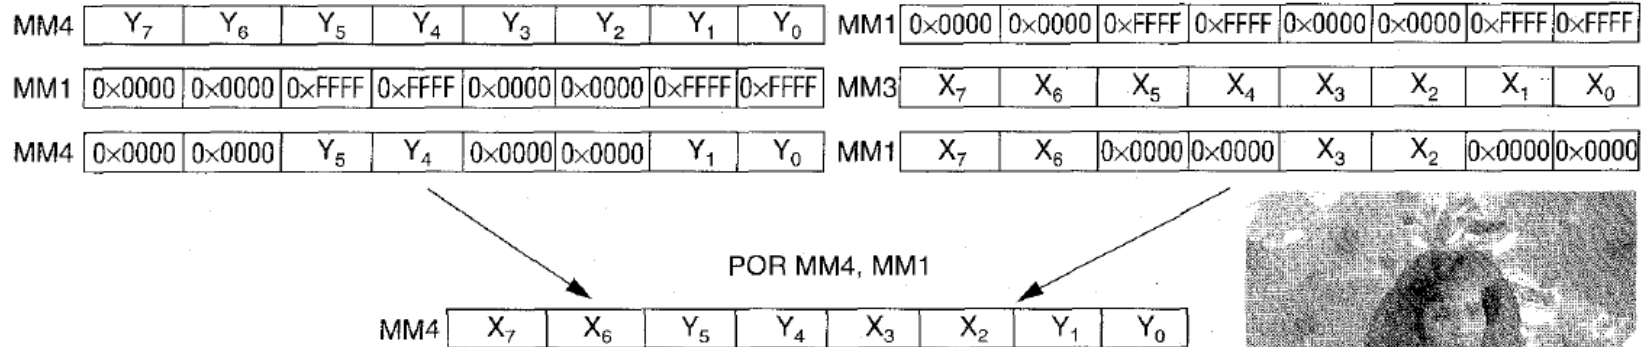 MM4 Y₇ Y₆ Y₅ Y₄ Y₃ Y₂ Y₁ Y₀ MM1 0×0000 0×0000 0×FFFF 0×FFFF 0×0000 0×0000 0×FFFF 0×FFFF
MM1 0×0000 0×0000 0×FFFF 0×FFFF 0×0000 0×0000 0×FFFF 0×FFFF MM3 X₇ X₆ X₅ X₄ X₃ X₂ X₁ X₀
MM4 0×0000 0×0000 Y₅ Y₄ 0×0000 0×0000 Y₁ Y₀ MM1 X₇ X₆ 0×0000 0×0000 X₃ X₂ 0×0000 0×0000
POR MM4, MM1
MM4 X₇ X₆ Y₅ Y₄ X₃ X₂ Y₁ Y₀